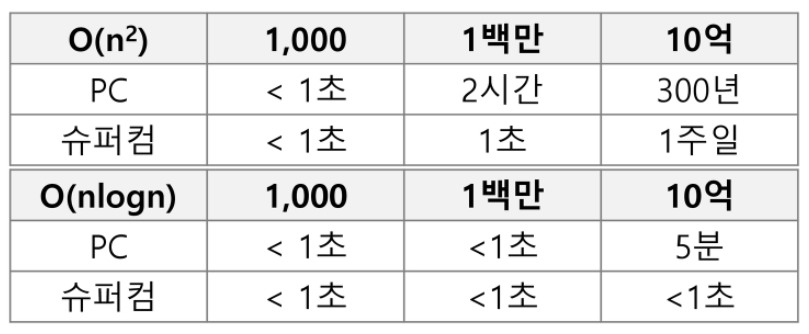 O(n²) 1,000 1백만 10억
PC < 1초 2시간 300년
슈퍼컴 < 1초 1초 1주일
O(nlogn) 1,000 1백만 10억
PC < 1초 <1초 5분
슈퍼컴 < 1초 <1초 <1초